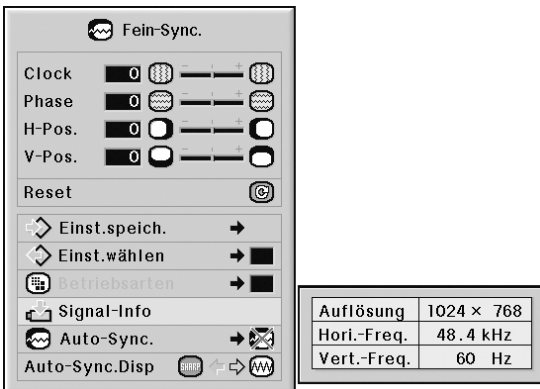 Fein-Sync.
Clock 0
Phase 0
H-Pos. 0
V-Pos. 0
Reset
Einst.speich.
Einst.wählen
Betriebsarten
Signal-Info
Auto-Sync.
Auto-Sync.Disp SHARP
Auflösung 1024 × 768
Hori.-Freq. 48.4 kHz
Vert.-Freq. 60 Hz